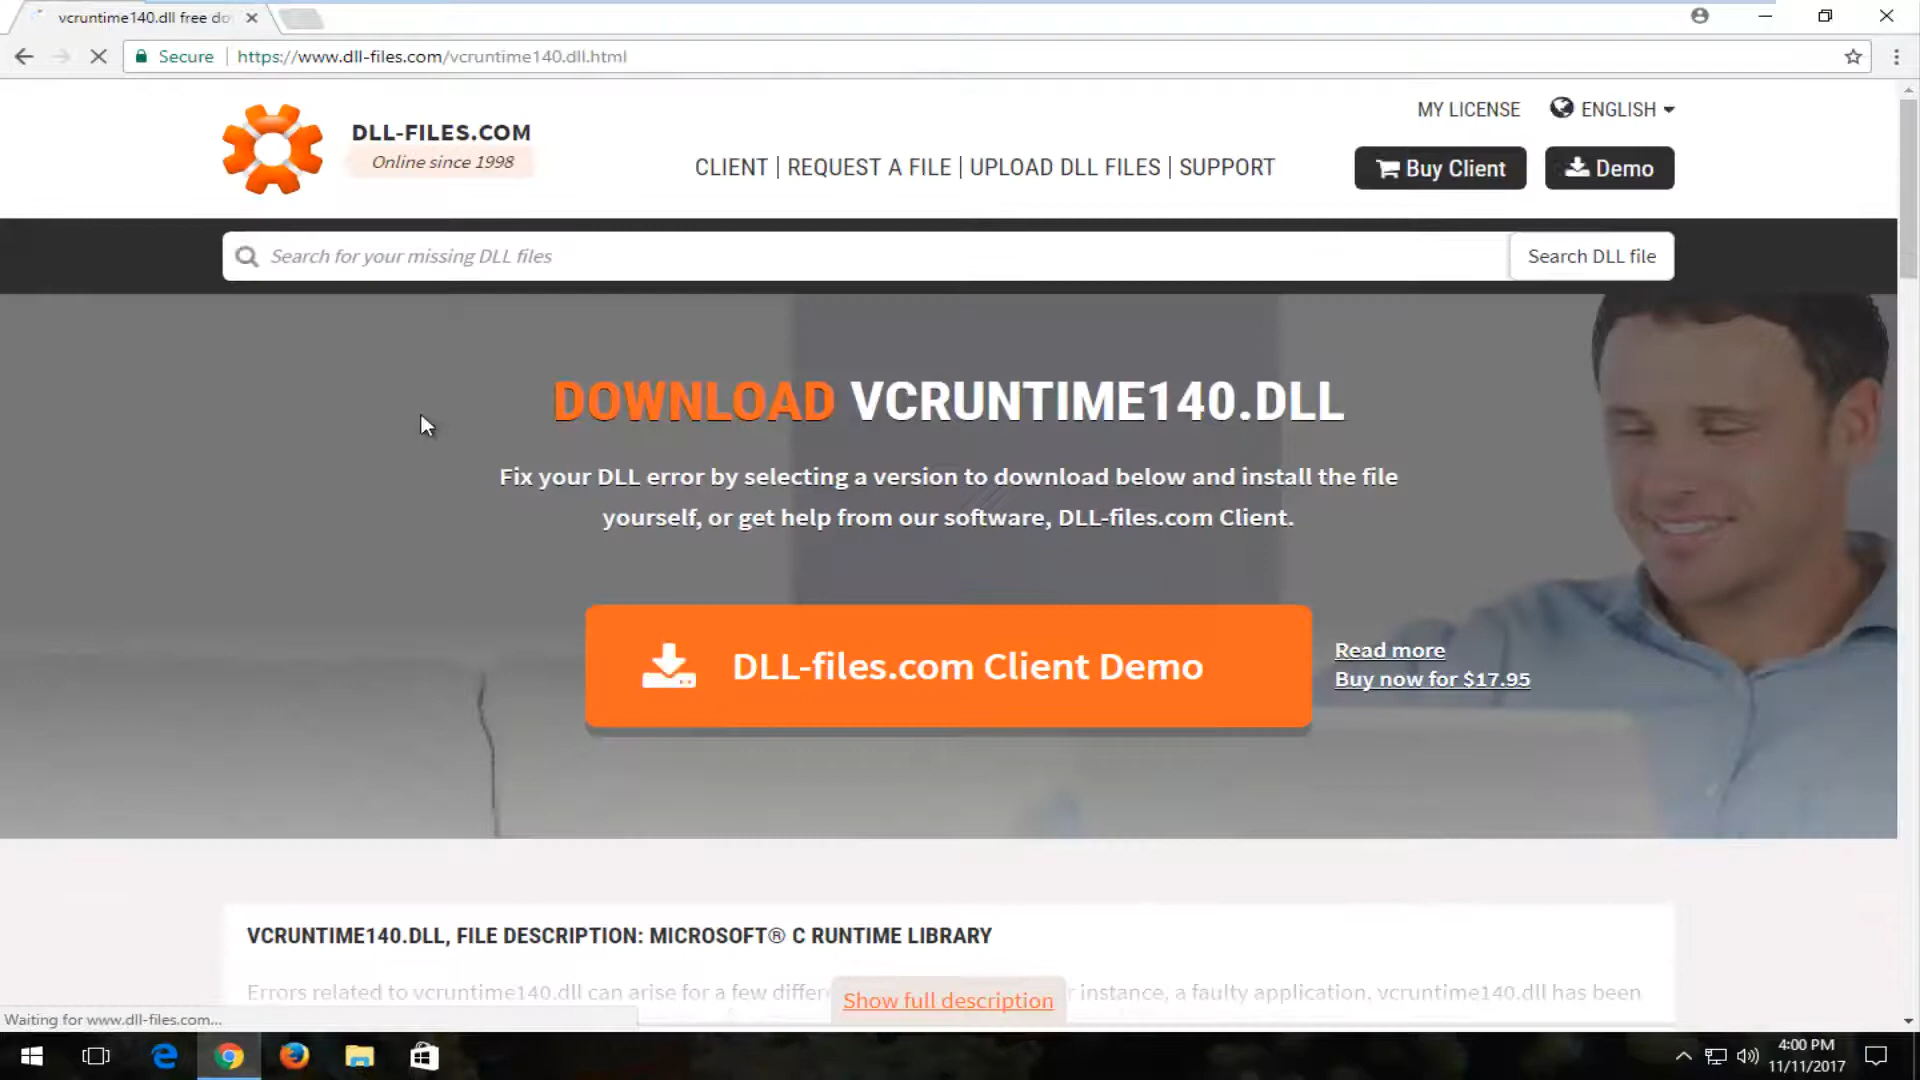 vcruntime140.dll free do
Secure
https://www.dll-files.com/vcruntime140.dll.html
DLL-FILES.COM
Online since 1998
MY LICENSE
ENGLISH
CLIENT | REQUEST A FILE | UPLOAD DLL FILES | SUPPORT
Buy Client
Demo
Search for your missing DLL files
Search DLL file
DOWNLOAD VCRUNTIME140.DLL
Fix your DLL error by selecting a version to download below and install the file
yourself, or get help from our software, DLL-files.com Client.
DLL-files.com Client Demo
Read more
Buy now for $17.95
VCRUNTIME140.DLL, FILE DESCRIPTION: MICROSOFT® C RUNTIME LIBRARY
Errors related to vcruntime140.dll can arise for a few differe
r instance, a faulty application, vcruntime140.dll has been
Show full description
Waiting for www.dll-files.com...
4:00 PM
11/11/2017